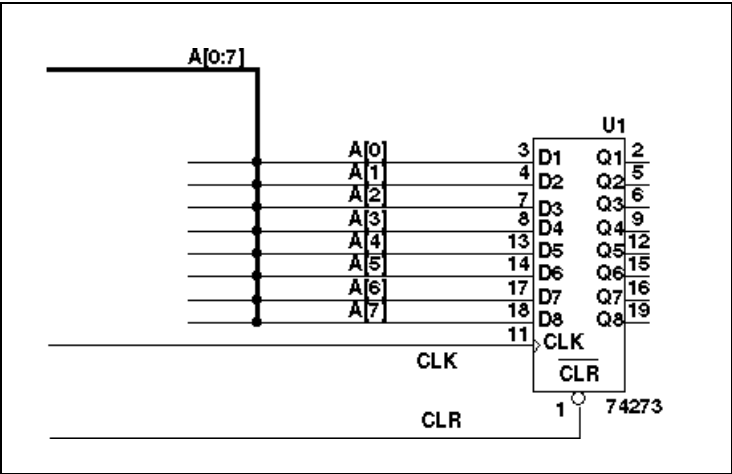 A[0:7]
U1
A[0] 3 D1 Q1 2
A[1] 4 D2 Q2 5
A[2] 7 D3 Q3 6
A[3] 8 D4 Q4 9
A[4] 13 D5 Q5 12
A[5] 14 D6 Q6 15
A[6] 17 D7 Q7 16
A[7] 18 D8 Q8 19
11 CLK
CLK
CLR
1 74273
CLR